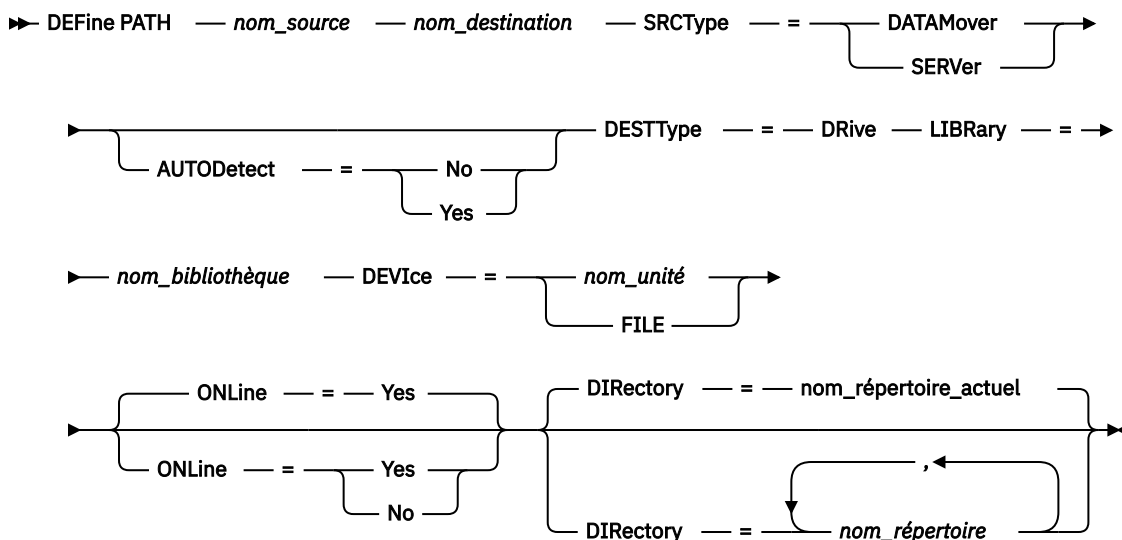 DEFine PATH nom_source nom_destination SRCType = DATAMover
SERVer
AUTODetect = No
Yes
DESTType = DRive LIBRary =
nom_bibliothèque DEVIce = nom_unité
FILE
ONLine = Yes
ONLine = Yes
No
DIRectory = nom_répertoire_actuel
,
DIRectory = nom_répertoire